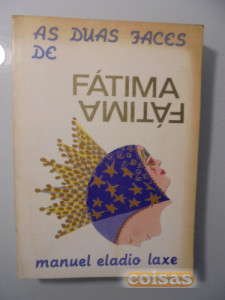 AS DUAS FACES
DE
FÁTIMA
FÁTIMA
manuel eladio laxe
coisas